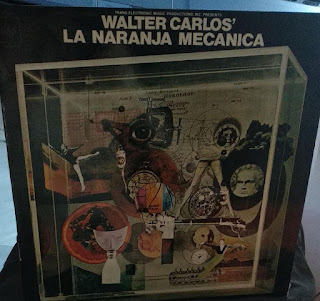 TRANS-ELECTRONIC MUSIC PRODUCTIONS, INC. PRESENTS
WALTER CARLOS'
LA NARANJA MECANICA